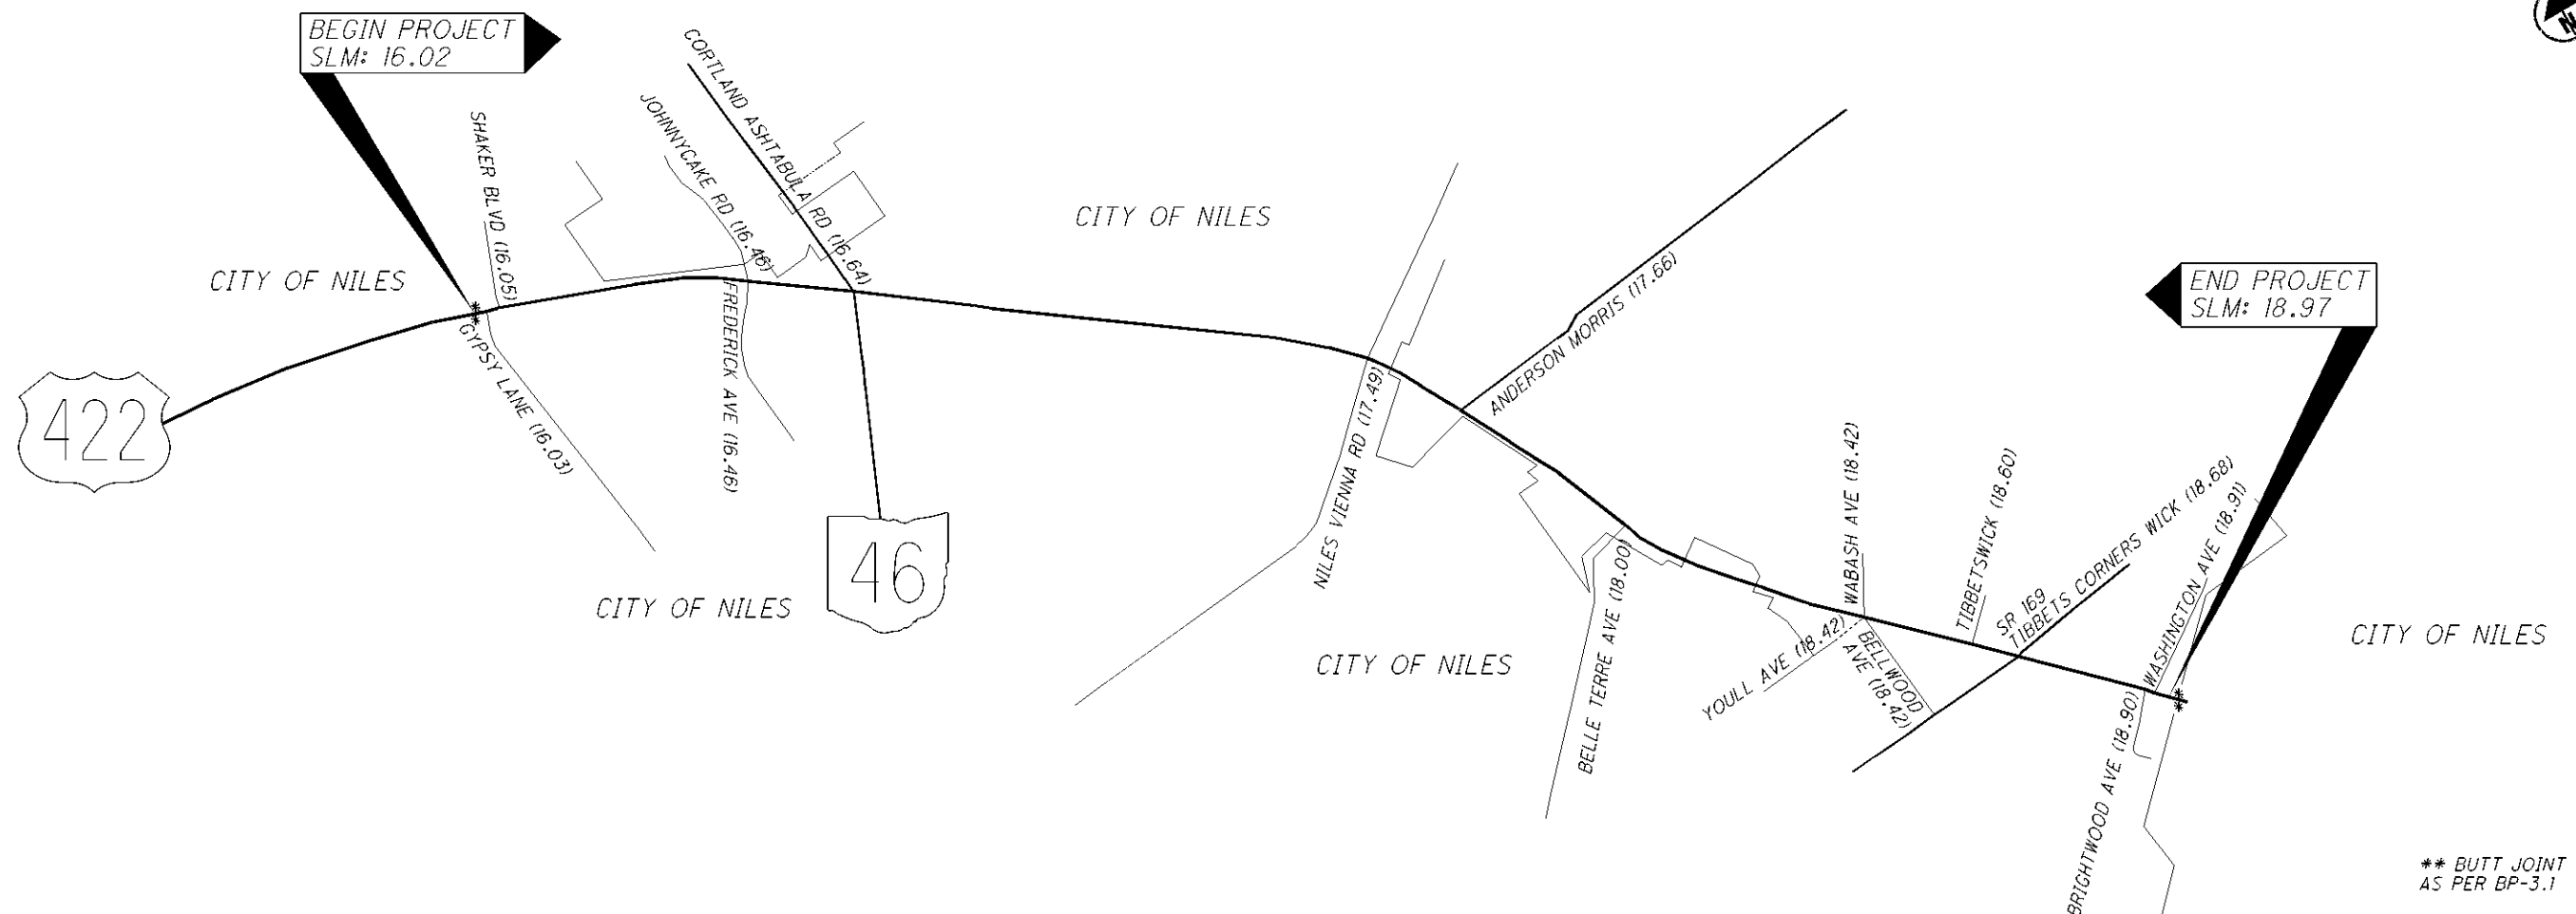 BEGIN PROJECT
SLM: 16.02
N
CORTLAND ASHTABULA RD (16.64)
JOHNNYCAKE RD (16.46)
SHAKER BLVD (16.05)
CITY OF NILES
CITY OF NILES
END PROJECT
SLM: 18.97
ANDERSON MORRIS (17.66)
GYPSY LANE (16.03)
FREDERICK AVE (16.46)
422
NILES VIENNA RD (17.49)
WABASH AVE (18.42)
TIBBETSWICK (18.60)
SR 169
TIBBETS CORNERS WICK (18.68)
WASHINGTON AVE (18.91)
46
CITY OF NILES
CITY OF NILES
CITY OF NILES
BELLE TERRE AVE (18.00)
YOULL AVE (18.42)
BELLWOOD
AVE (18.42)
BRIGHTWOOD AVE (18.90)
** BUTT JOINT
AS PER BP-3.1